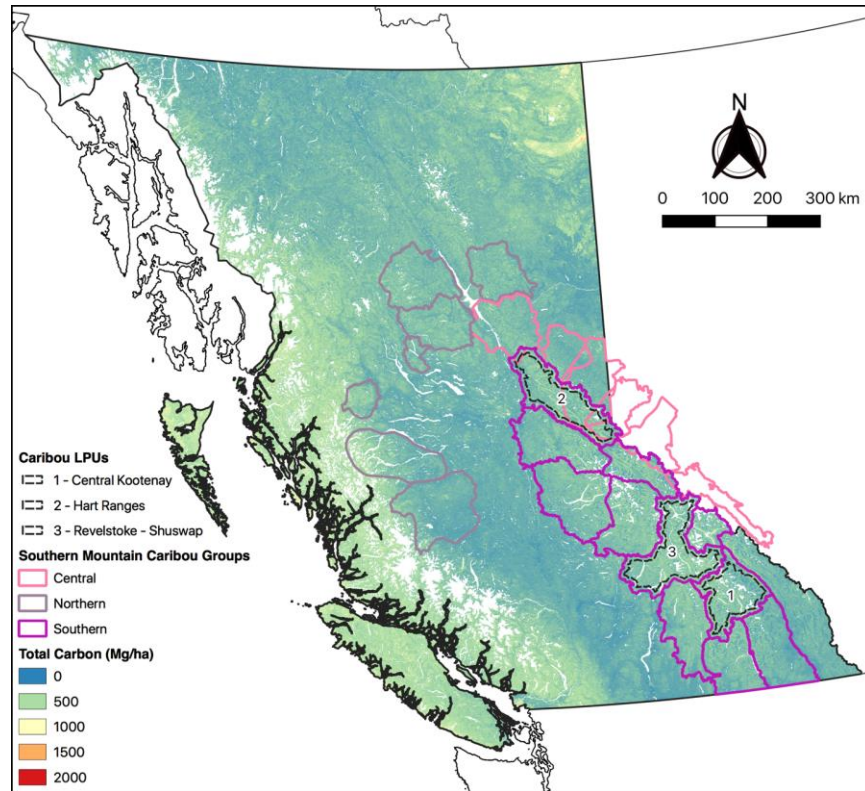 N
0 100 200 300 km
2
3
1
Caribou LPUs
1 - Central Kootenay
2 - Hart Ranges
3 - Revelstoke - Shuswap
Southern Mountain Caribou Groups
Central
Northern
Southern
Total Carbon (Mg/ha)
0
500
1000
1500
2000